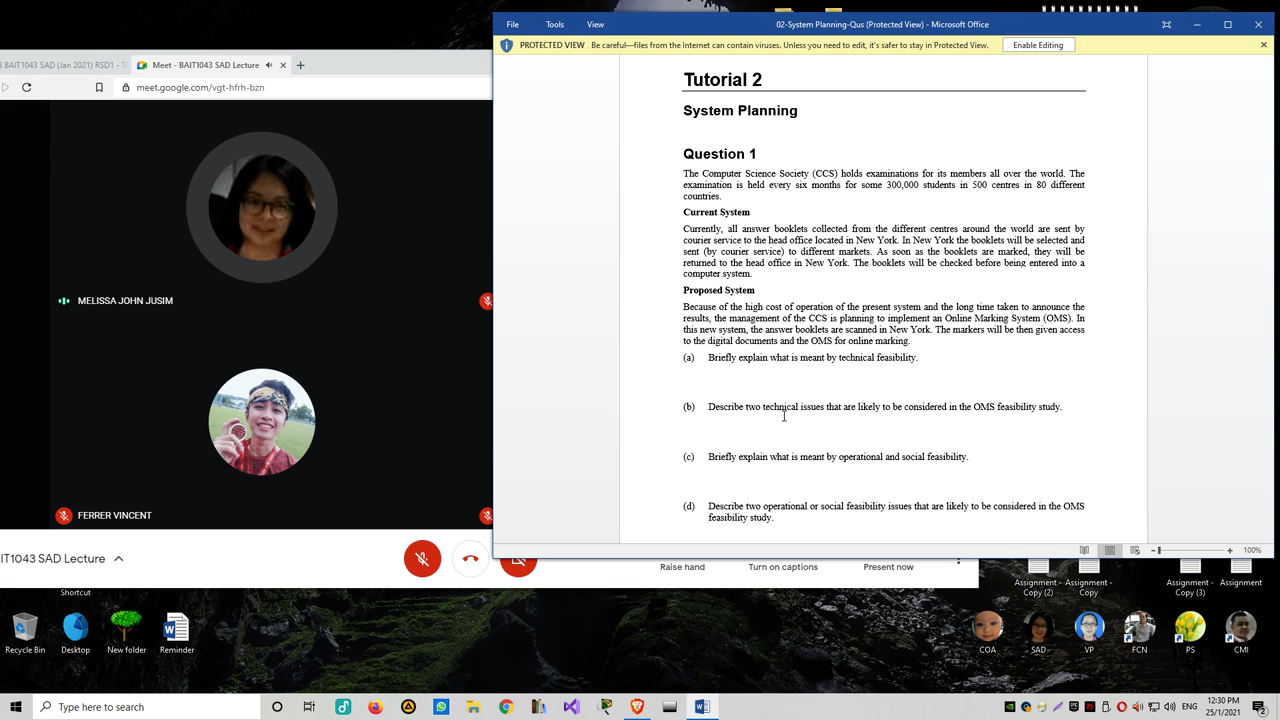 File
Tools
View
02-System Planning-Qus (Protected View) - Microsoft Office
PROTECTED VIEW Be careful—files from the Internet can contain viruses. Unless you need to edit, it's safer to stay in Protected View.
Enable Editing
BAIT1043 SAD (Jan 2021) RSD1 -
Meet - BAIT1043 SAD Lecture
meet.google.com/vgt-hfrh-bzn
MELISSA JOHN JUSIM
FERRER VINCENT
Tutorial 2
System Planning
Question 1
The Computer Science Society (CCS) holds examinations for its members all over the world. The
examination is held every six months for some 300,000 students in 500 centres in 80 different
countries.
Current System
Currently, all answer booklets collected from the different centres around the world are sent by
courier service to the head office located in New York. In New York the booklets will be selected and
sent (by courier service) to different markets. As soon as the booklets are marked, they will be
returned to the head office in New York. The booklets will be checked before being entered into a
computer system.
Proposed System
Because of the high cost of operation of the present system and the long time taken to announce the
results, the management of the CCS is planning to implement an Online Marking System (OMS). In
this new system, the answer booklets are scanned in New York. The markers will be then given access
to the digital documents and the OMS for online marking.
(a) Briefly explain what is meant by technical feasibility.
(b) Describe two technical issues that are likely to be considered in the OMS feasibility study.
(c) Briefly explain what is meant by operational and social feasibility.
(d) Describe two operational or social feasibility issues that are likely to be considered in the OMS
feasibility study.
100%
IT1043 SAD Lecture
Raise hand
Turn on captions
Present now
Shortcut
Recycle Bin
Desktop
New folder
Reminder
Assignment - Copy (2)
Assignment - Copy
Assignment - Copy (3)
Assignment
COA
SAD
VP
FCN
PS
CMI
Type here to search
ENG
12:30 PM
25/1/2021